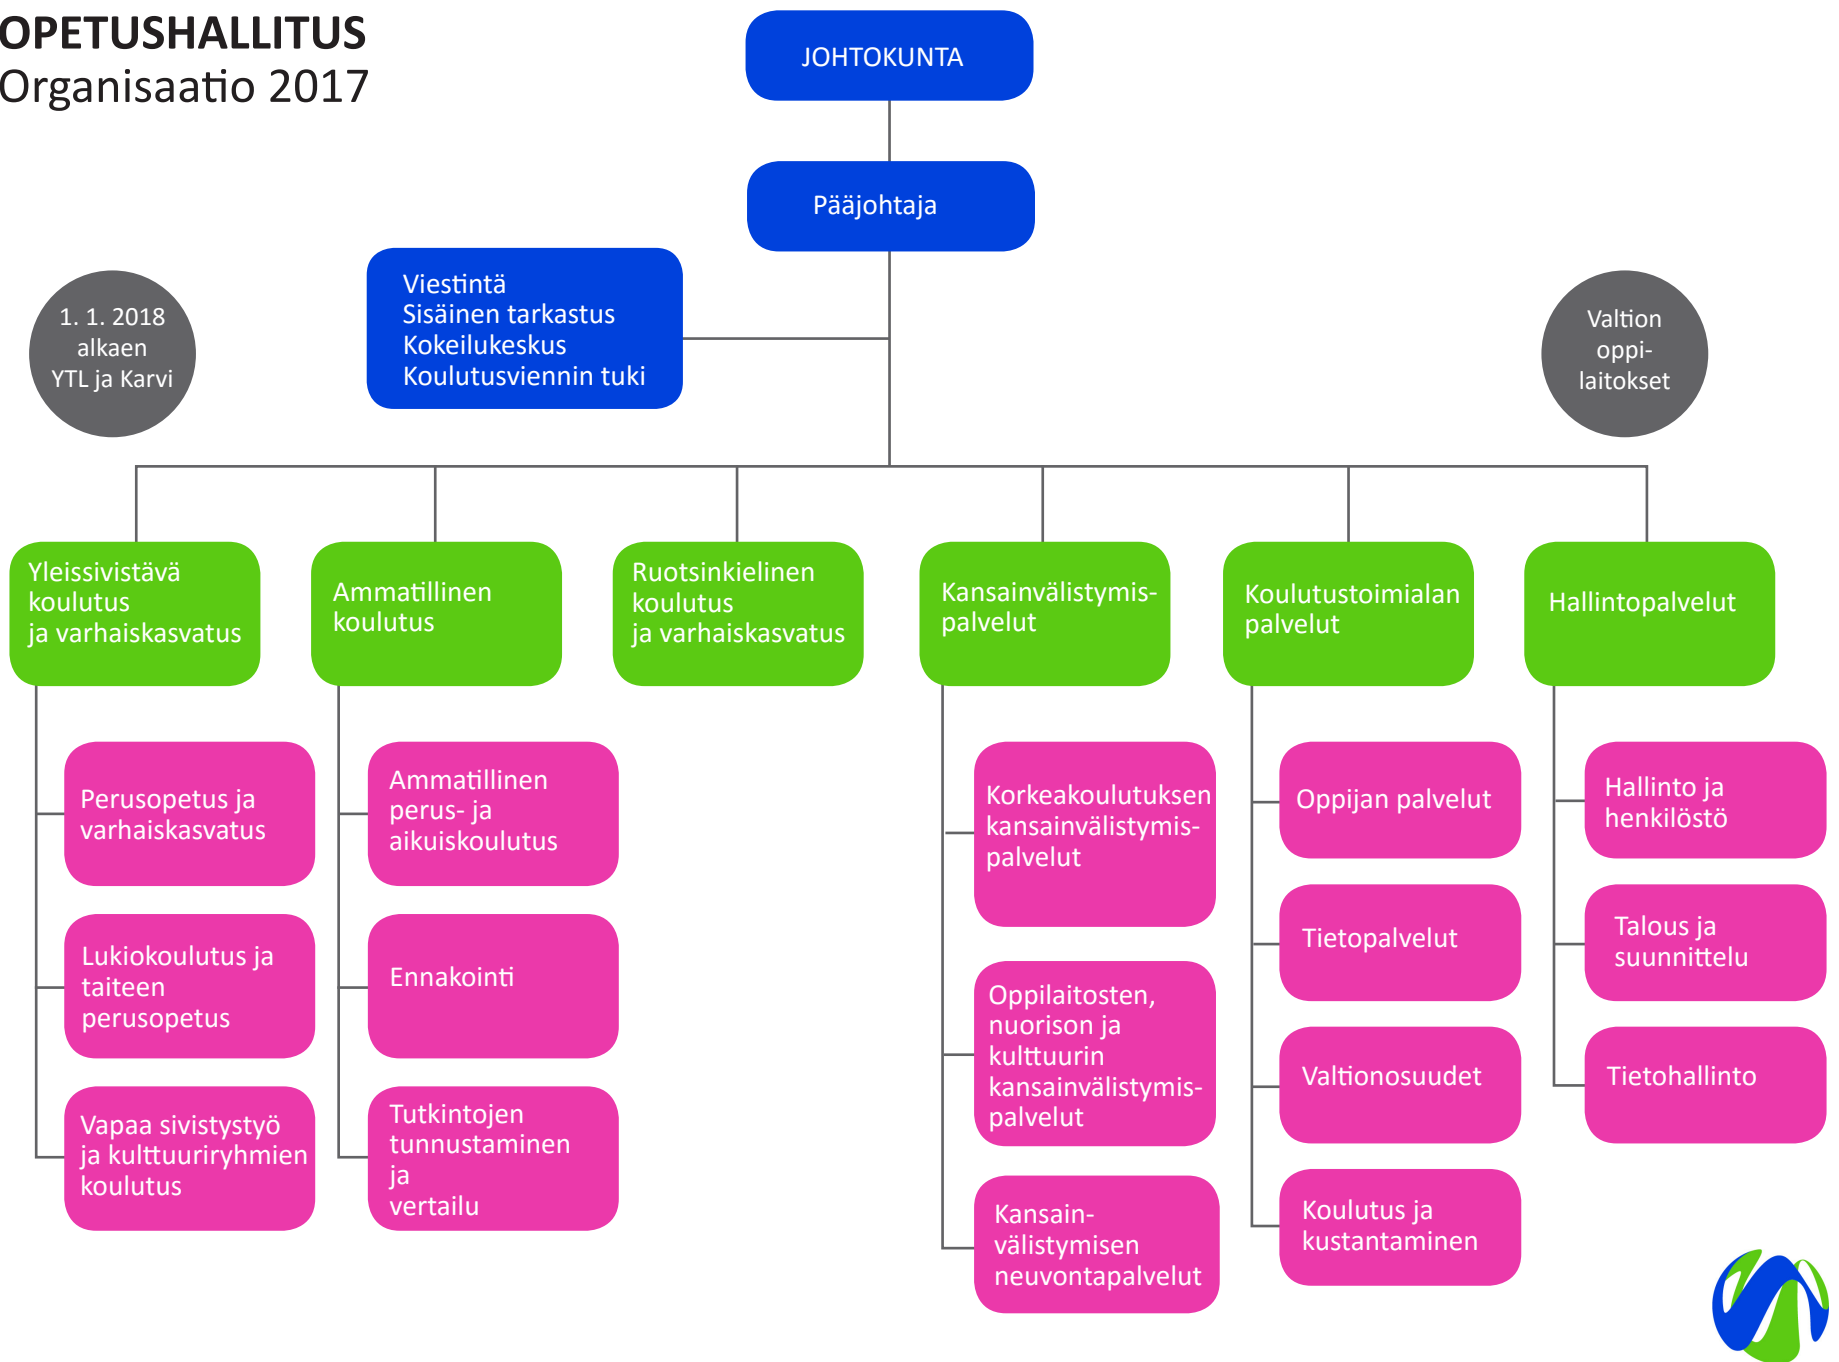 OPETUSHALLITUS
Organisaatio 2017
JOHTOKUNTA
Pääjohtaja
Viestintä
Sisäinen tarkastus
Kokeilukeskus
Koulutusviennin tuki
1. 1. 2018
alkaen
YTL ja Karvi
Valtion
oppi-
laitokset
Yleissivistävä
koulutus
ja varhaiskasvatus
Ammatillinen
koulutus
Ruotsinkielinen
koulutus
ja varhaiskasvatus
Kansainvälistymis-
palvelut
Koulutustoimialan
palvelut
Hallintopalvelut
Perusopetus ja
varhaiskasvatus
Lukiokoulutus ja
taiteen
perusopetus
Vapaa sivistystyö
ja kulttuuriryhmien
koulutus
Ammatillinen
perus- ja
aikuiskoulutus
Ennakointi
Tutkintojen
tunnustaminen
ja
vertailu
Korkeakoulutuksen
kansainvälistymis-
palvelut
Oppilaitosten,
nuorison ja
kulttuurin
kansainvälistymis-
palvelut
Kansain-
välistymisen
neuvontapalvelut
Oppijan palvelut
Tietopalvelut
Valtionosuudet
Koulutus ja
kustantaminen
Hallinto ja
henkilöstö
Talous ja
suunnittelu
Tietohallinto